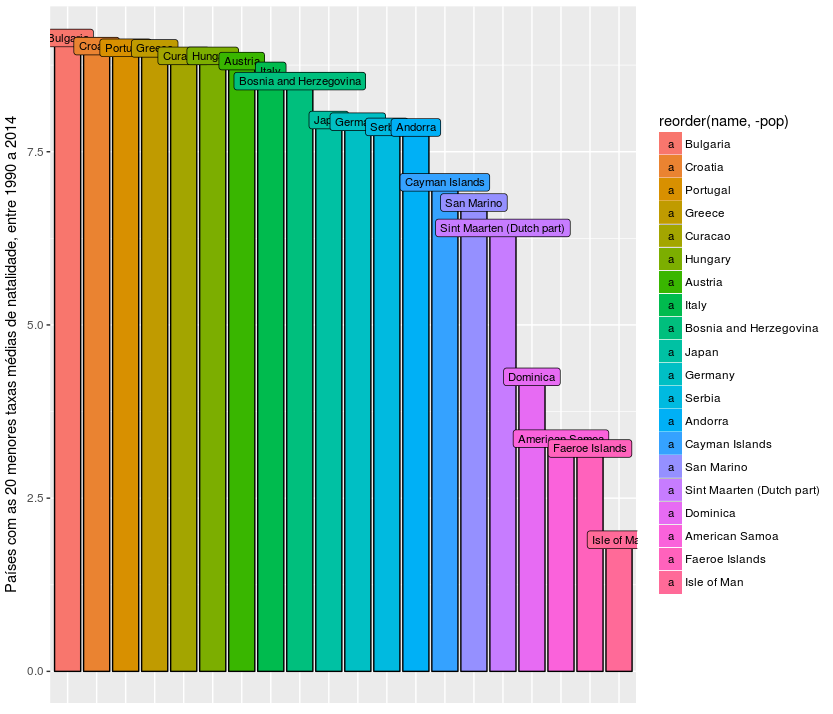 Países com as 20 menores taxas médias de natalidade, entre 1990 a 2014
7.5
5.0
2.5
0.0
Bulgaria
Croa
Portu
Greece
Cura
Hung
Austria
Italy
Bosnia and Herzegovina
Jap
Germa
Serb
Andorra
Cayman Islands
San Marino
Sint Maarten (Dutch part)
Dominica
American Samoa
Faeroe Islands
Isle of Ma
reorder(name, -pop)
a Bulgaria
a Croatia
a Portugal
a Greece
a Curacao
a Hungary
a Austria
a Italy
a Bosnia and Herzegovina
a Japan
a Germany
a Serbia
a Andorra
a Cayman Islands
a San Marino
a Sint Maarten (Dutch part)
a Dominica
a American Samoa
a Faeroe Islands
a Isle of Man